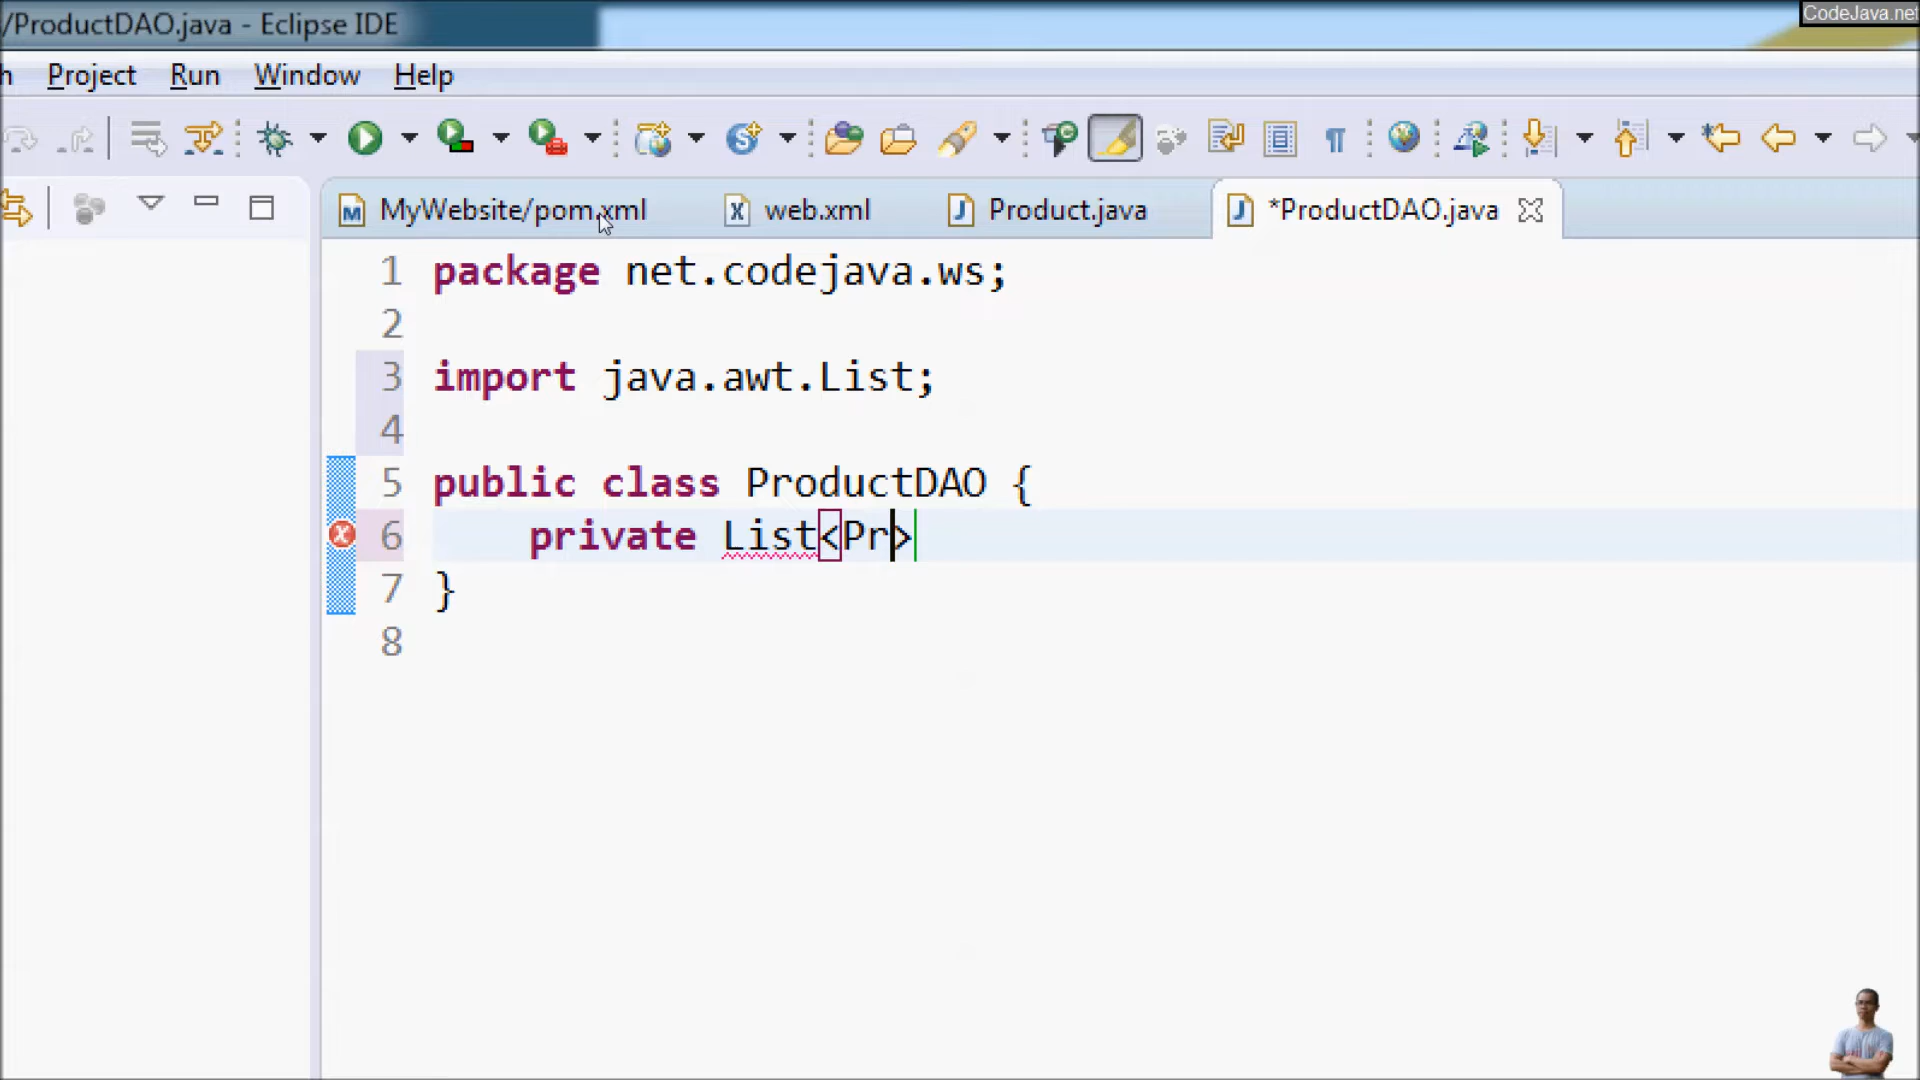 /ProductDAO.java - Eclipse IDE
CodeJava.net
h Project Run Window Help
MyWebsite/pom.xml web.xml Product.java *ProductDAO.java
1 package net.codejava.ws;
2
3 import java.awt.List;
4
5 public class ProductDAO {
6 private List<Pr>
7 }
8